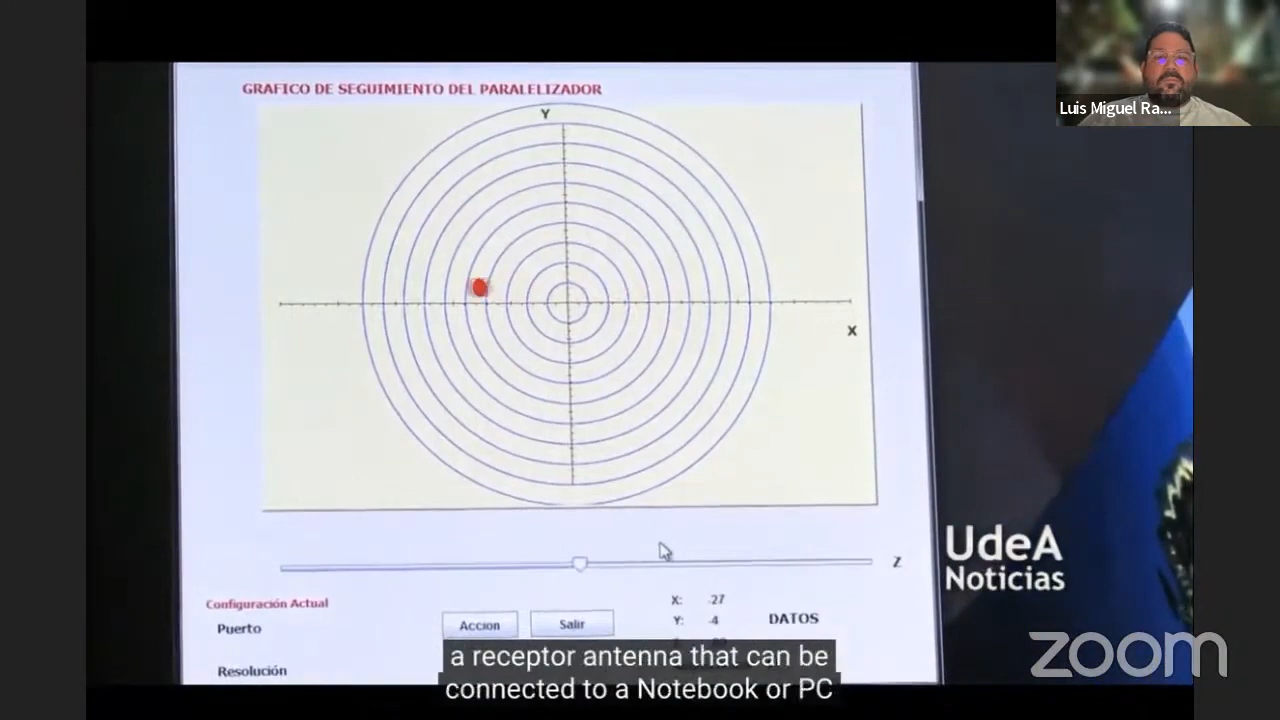 GRAFICO DE SEGUIMIENTO DEL PARALELIZADOR
Y
X
Z
Configuración Actual
Puerto
Accion
Salir
X: -27
Y: -4
DATOS
Resolución
UdeA
Noticias
a receptor antenna that can be
connected to a Notebook or PC
Luis Miguel Ra...
zoom